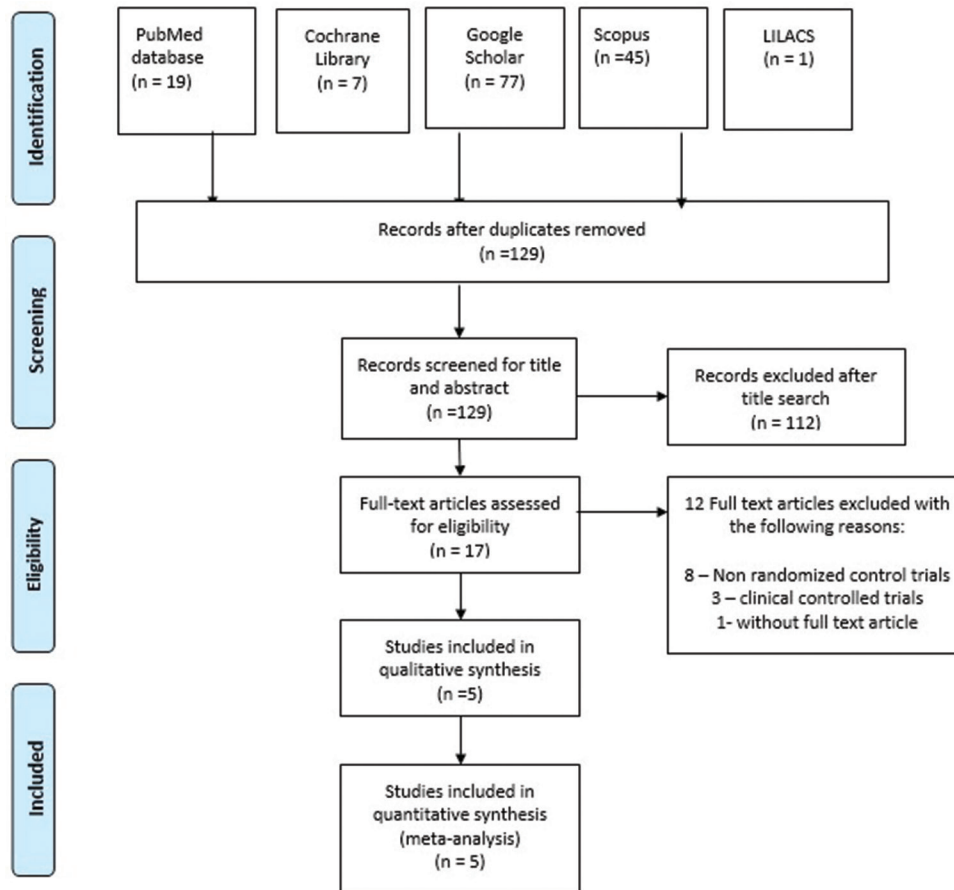 Identification
PubMed
database
(n = 19)
Cochrane
Library
(n = 7)
Google
Scholar
(n = 77)
Scopus
(n =45)
LILACS
(n = 1)
Records after duplicates removed
(n =129)
Screening
Records screened for title
and abstract
(n =129)
Records excluded after
title search
(n = 112)
Eligibility
Full-text articles assessed
for eligibility
(n = 17)
12 Full text articles excluded with
the following reasons:
8 – Non randomized control trials
3 – clinical controlled trials
1- without full text article
Studies included in
qualitative synthesis
(n =5)
Included
Studies included in
quantitative synthesis
(meta-analysis)
(n = 5)